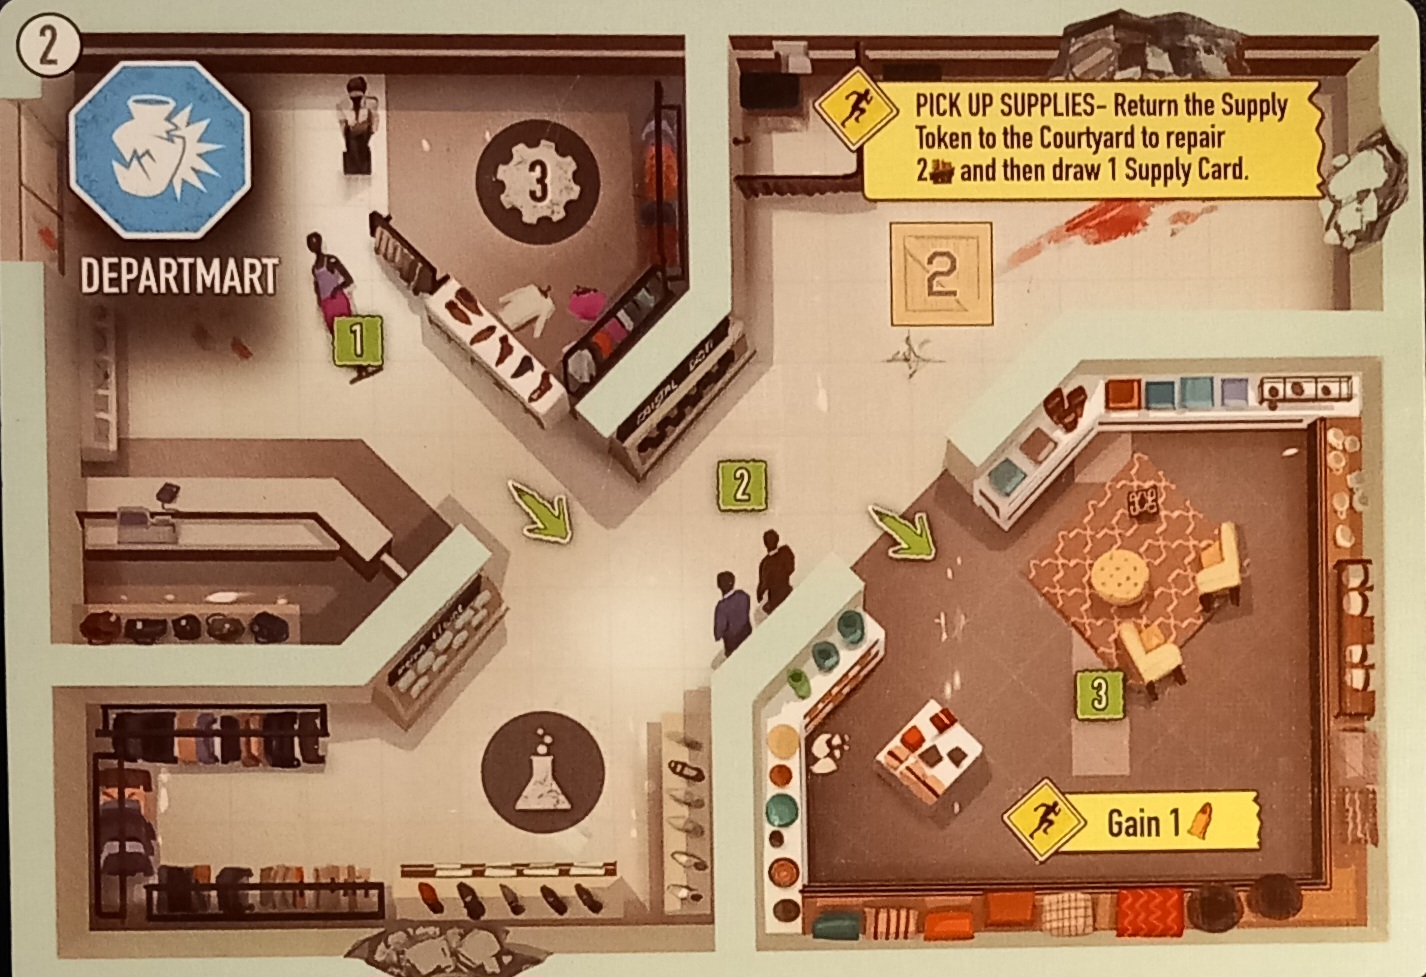 2
DEPARTMART
3
PICK UP SUPPLIES- Return the Supply
Token to the Courtyard to repair
2 and then draw 1 Supply Card.
2
1
2
3
Gain 1